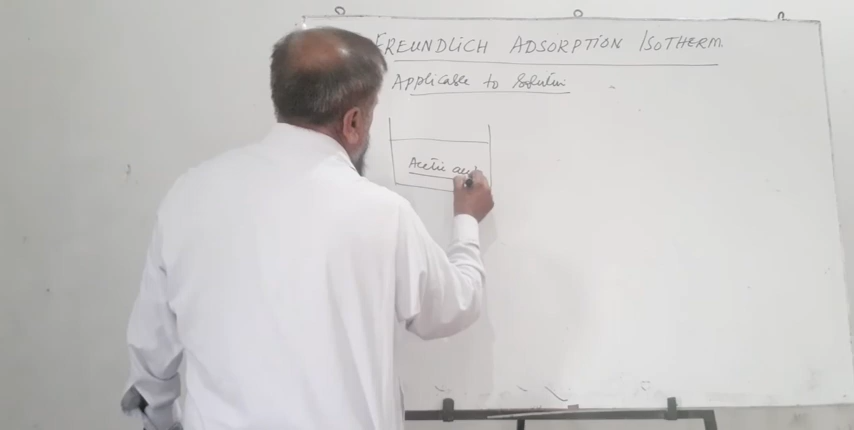 FREUNDLICH ADSORPTION ISOTHERM.
Applicable to Solution
Acetic acid